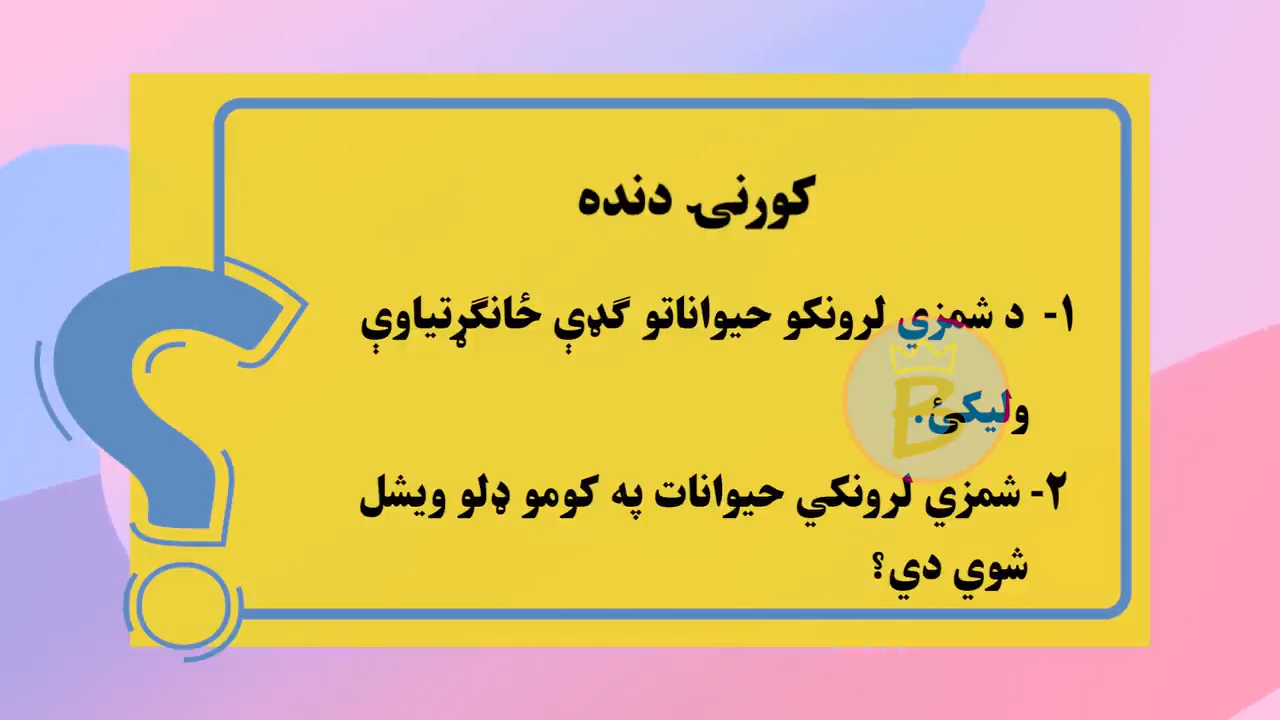 کورنۍ دنده
۱- د شمزي لرونکو حیواناتو ګډې ځانګړتیاوې
ولیکئ.
۲- شمزي لرونکي حیوانات په کومو ډلو ویشل
شوي دي؟
B